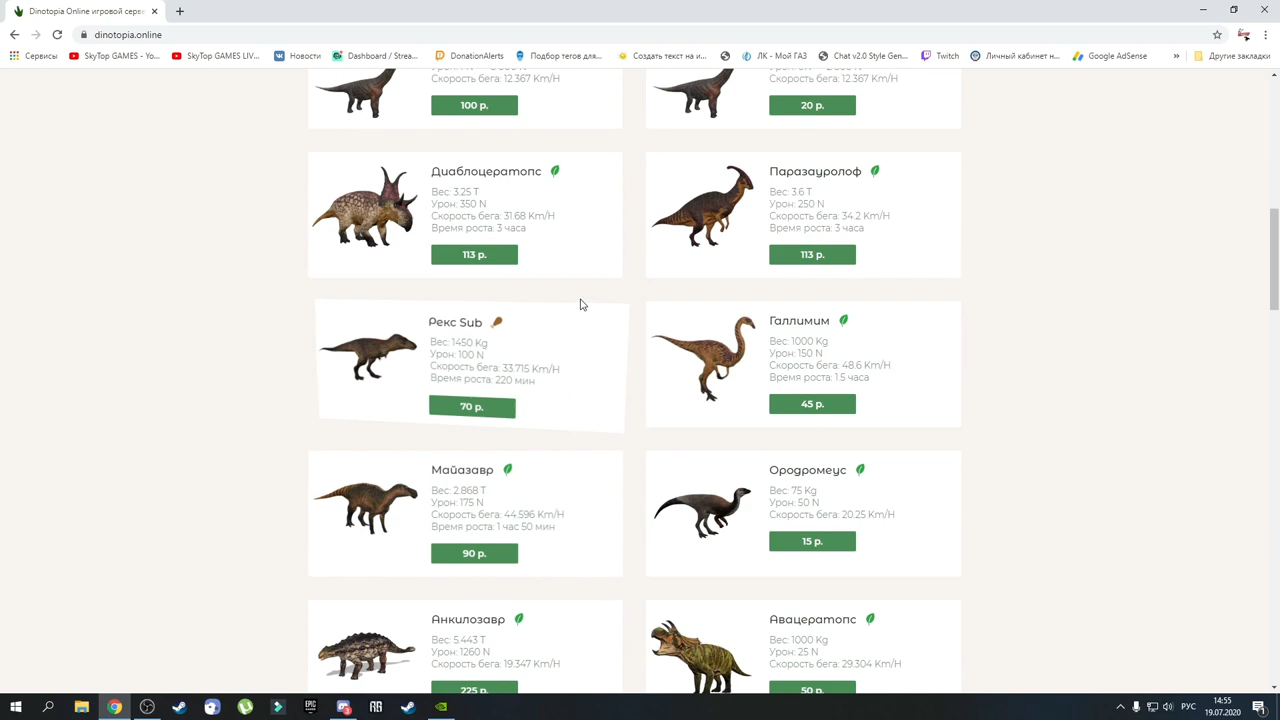 Dinotopia Online игровой серве
dinotopia.online
Сервисы
SkyTop GAMES - Yo...
SkyTop GAMES LIV...
Новости
Dashboard / Strea...
DonationAlerts
Подбор тегов для...
Создать текст на и...
ЛК - Мой ГАЗ
Chat v2.0 Style Gen...
Twitch
Личный кабинет н...
Google AdSense
»
Другие закладки
Скорость бега: 12.367 Km/H
100 р.
Скорость бега: 12.367 Km/H
20 р.
Диаблоцератопс
Вес: 3.25 T
Урон: 350 N
Скорость бега: 31.68 Km/H
Время роста: 3 часа
113 р.
Паразауролоф
Вес: 3.6 T
Урон: 250 N
Скорость бега: 34.2 Km/H
Время роста: 3 часа
113 р.
Рекс Sub
Вес: 1450 Kg
Урон: 100 N
Скорость бега: 33.715 Km/H
Время роста: 220 мин
70 р.
Галлимим
Вес: 1000 Kg
Урон: 150 N
Скорость бега: 48.6 Km/H
Время роста: 1.5 часа
45 р.
Майазавр
Вес: 2.868 T
Урон: 175 N
Скорость бега: 44.596 Km/H
Время роста: 1 час 50 мин
90 р.
Ородромеус
Вес: 75 Kg
Урон: 50 N
Скорость бега: 20.25 Km/H
15 р.
Анкилозавр
Вес: 5.443 T
Урон: 1260 N
Скорость бега: 19.347 Km/H
225 р.
Авацератопс
Вес: 1000 Kg
Урон: 25 N
Скорость бега: 29.304 Km/H
50 р.
EPIC
РУС
14:55
19.07.2020